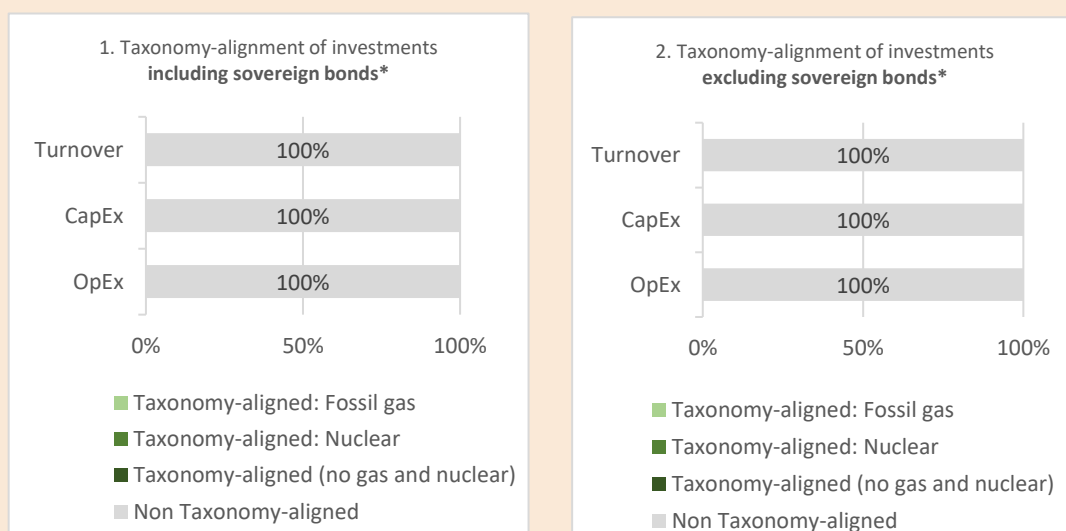 1. Taxonomy-alignment of investments
including sovereign bonds*
Turnover
100%
CapEx
100%
OpEx
100%
0%
50%
100%
Taxonomy-aligned: Fossil gas
Taxonomy-aligned: Nuclear
Taxonomy-aligned (no gas and nuclear)
Non Taxonomy-aligned
2. Taxonomy-alignment of investments
excluding sovereign bonds*
Turnover
100%
CapEx
100%
OpEx
100%
0%
50%
100%
Taxonomy-aligned: Fossil gas
Taxonomy-aligned: Nuclear
Taxonomy-aligned (no gas and nuclear)
Non Taxonomy-aligned